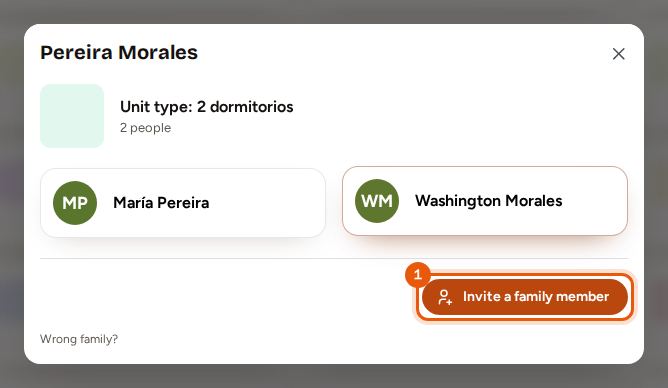 Pereira Morales
Unit type: 2 dormitorios
2 people
MP María Pereira
WM Washington Morales
1
Invite a family member
Wrong family?